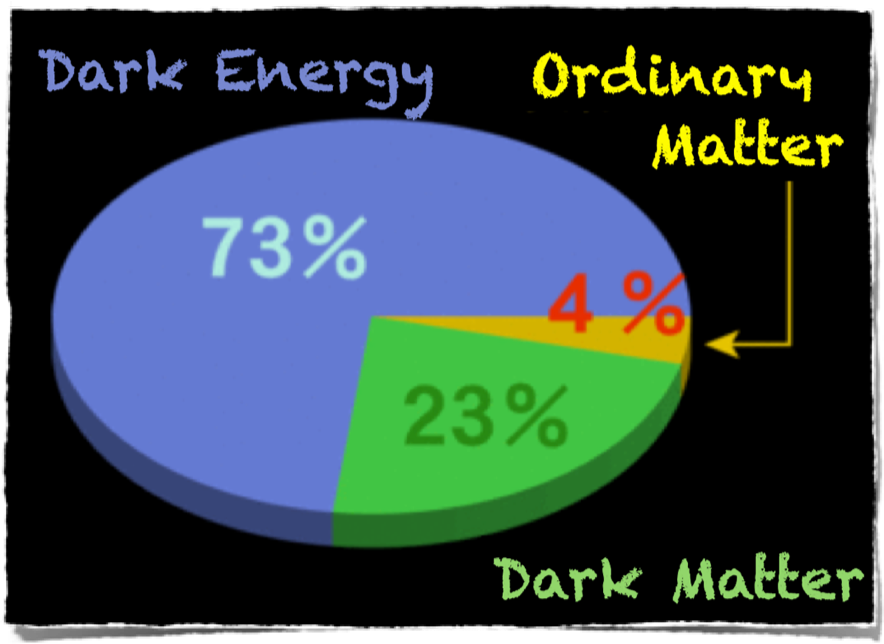 Dark Energy
Ordinary
Matter
73%
4 %
23%
Dark Matter